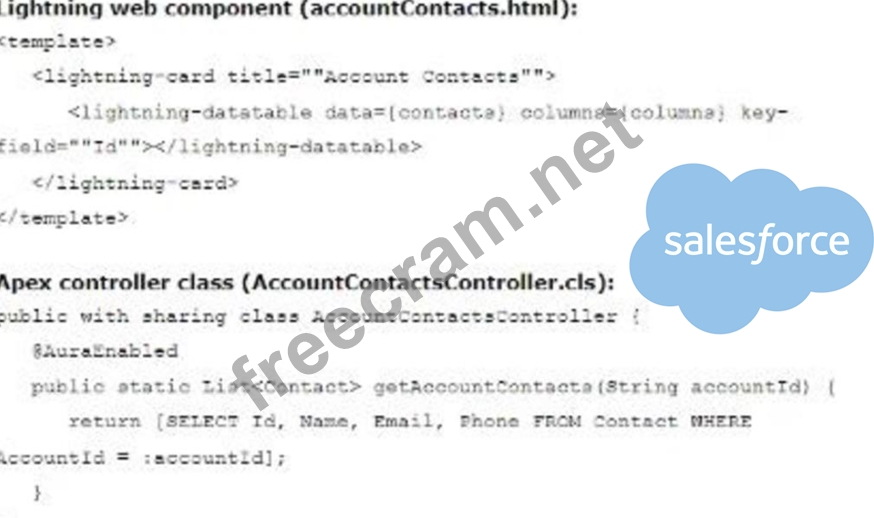 Lightning web component (accountContacts.html):
<template>
<lightning-card title=""Account Contacts"">
<lightning-datatable data={contacts} columns={columns} key-
field=""Id""></lightning-datatable>
</lightning-card>
</template>
salesforce
freecram.net
Apex controller class (AccountContactsController.cls):
public with sharing class AccountContactsController {
@AuraEnabled
public static List<Contact> getAccountContacts(String accountId) {
return [SELECT Id, Name, Email, Phone FROM Contact WHERE
AccountId = :accountId];
}